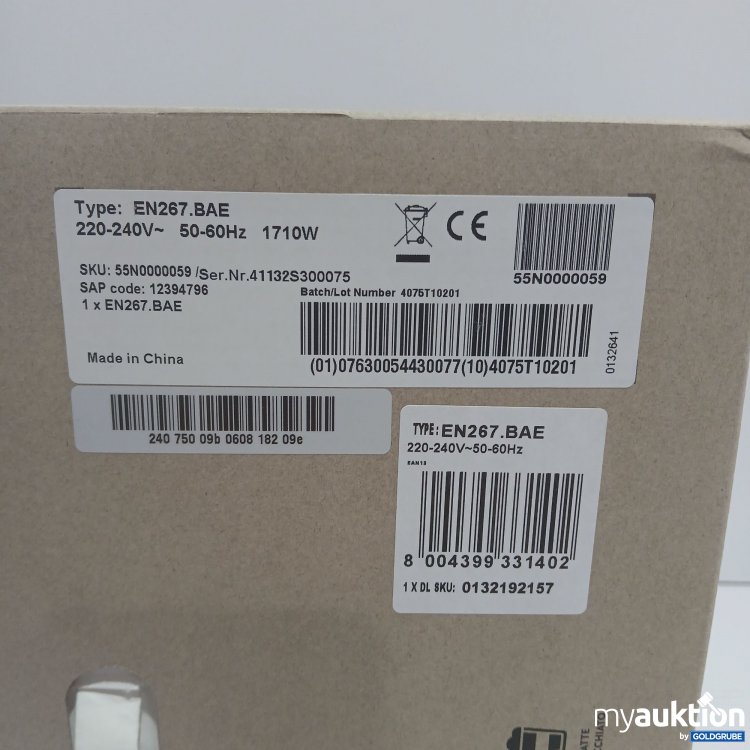 Type: EN267.BAE
220-240V~ 50-60Hz 1710W
CE
SKU: 55N0000059 /Ser.Nr.41132S300075
55N0000059
SAP code: 12394796
Batch/Lot Number 4075T10201
1 x EN267.BAE
Made in China
(01)07630054430077(10)4075T10201
0132641
240 750 09b 0608 182 09e
TYPE: EN267.BAE
220-240V~50-60Hz
EAN13
8 004399 331402
1 X DL SKU: 0132192157
myauktion
by GOLDGRUBE